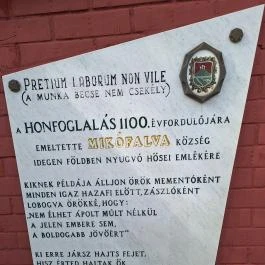 PRETIUM LABORUM NON VILE
(A MUNKA BECSE NEM CSEKÉLY)
A HONFOGLALÁS 1100. ÉVFORDULÓJÁRA
EMELTETTE MIKÓFALVA KÖZSÉG
IDEGEN FÖLDBEN NYUGVÓ HŐSEI EMLÉKÉRE
KIKNEK PÉLDÁJA ÁLLJON ÖRÖK MEMENTÓKÉNT
MINDEN IGAZ HAZAFI ELŐTT, ZÁSZLÓKÉNT
LOBOGVA ÖRÖKKÉ, HOGY:
„NEM ÉLHET ÁPOLT MÚLT NÉLKÜL
A JELEN EMBERE SEM,
A BOLDOGABB JÖVŐÉRT"
KI ERRE JÁRSZ HAJTS FEJET,
HISZ ÉRTED HALTAK ŐK